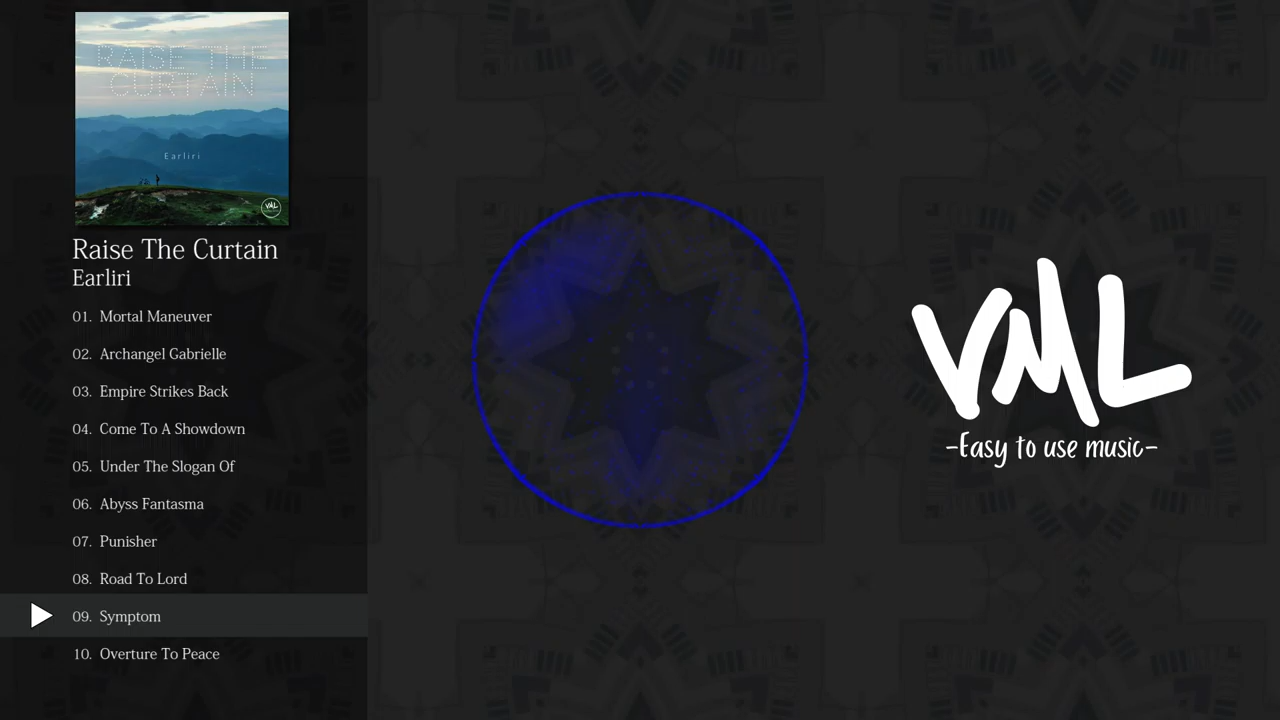 RAISE THE
CURTAIN
Earliri
VML
Raise The Curtain
Earliri
01. Mortal Maneuver
02. Archangel Gabrielle
03. Empire Strikes Back
04. Come To A Showdown
05. Under The Slogan Of
06. Abyss Fantasma
07. Punisher
08. Road To Lord
09. Symptom
10. Overture To Peace
VML
-Easy to use music-